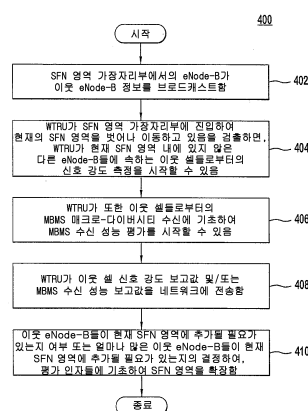 400
시작
SFN 영역 가장자리부에서의 eNode-B가
이웃 eNode-B 정보를 브로드캐스트함
402
WTRU가 SFN 영역 가장자리부에 진입하여
현재의 SFN 영역을 벗어나 이동하고 있음을 검출하면,
WTRU가 현재 SFN 영역 내에 있지 않은
다른 eNode-B들에 속하는 이웃 셀들로부터의
신호 강도 측정을 시작할 수 있음
404
WTRU가 또한 이웃 셀들로부터의
MBMS 매크로-다이버시티 수신에 기초하여
MBMS 수신 성능 평가를 시작할 수 있음
406
WTRU가 이웃 셀 신호 강도 보고값 및/또는
MBMS 수신 성능 보고값을 네트워크에 전송함
408
이웃 eNode-B들이 현재 SFN 영역에 추가될 필요가
있는지 여부 또는 얼마나 많은 이웃 eNode-B들이 현재
SFN 영역에 추가될 필요가 있는지의 결정하여,
평가 인자들에 기초하여 SFN 영역을 확장함
410
종료